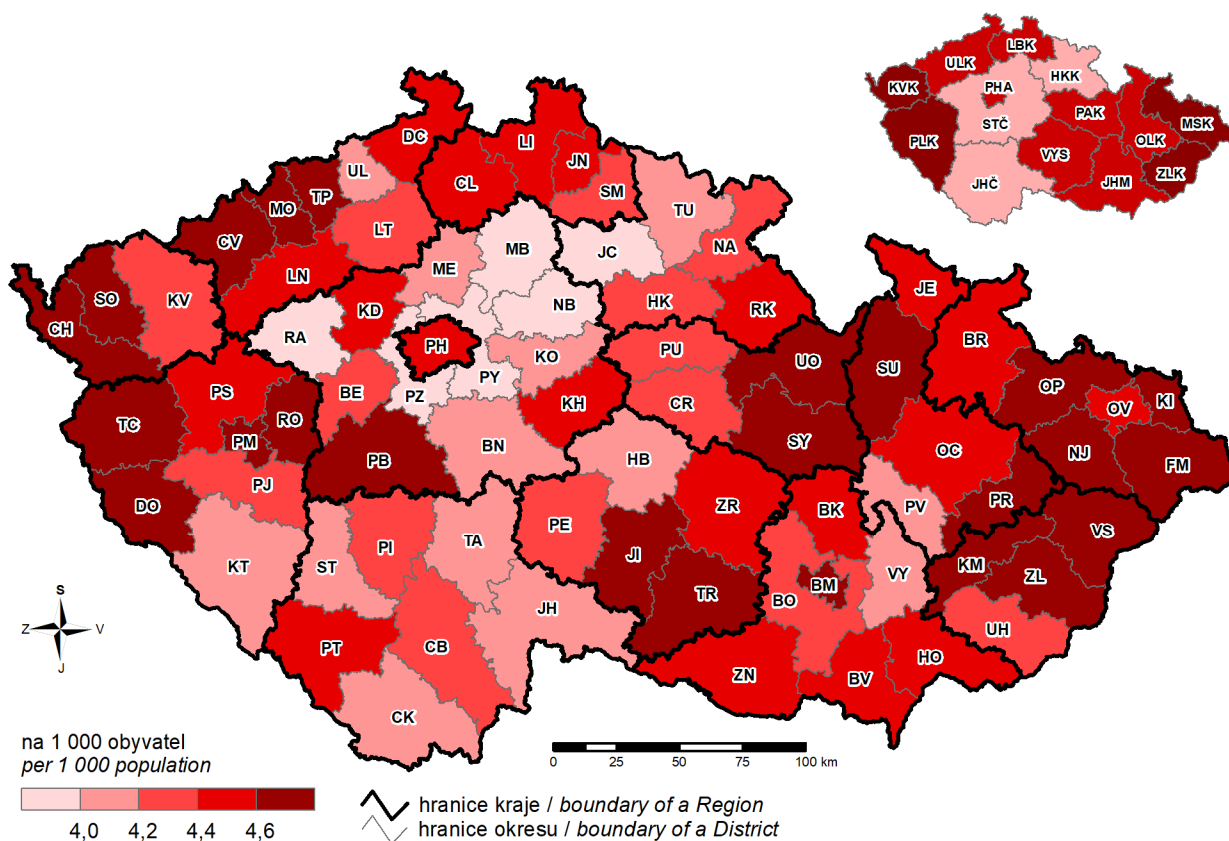 LBK
ULK
HKK
KVK
PHA
PAK
STČ
MSK
PLK
OLK
VYS
ZLK
JHČ
JHM
DC
LI
JN
UL
TP
CL
SM
MO
TU
LT
CV
MB
NA
JC
ME
LN
SO
KV
JE
KD
NB
HK
RK
CH
RA
PH
BR
KO
PU
UO
SU
OP
PS
BE
PZ
PY
OV
KI
RO
KH
CR
TC
PM
SY
OC
NJ
FM
BN
PB
HB
PJ
DO
PR
PV
ZR
BK
PE
VS
PI
TA
JI
KM
ZL
KT
ST
BM
VY
TR
BO
JH
UH
PT
CB
HO
ZN
BV
CK
S
Z V
J
na 1 000 obyvatel
per 1 000 population
4,0 4,2 4,4 4,6
0 25 50 75 100 km
hranice kraje / boundary of a Region
hranice okresu / boundary of a District